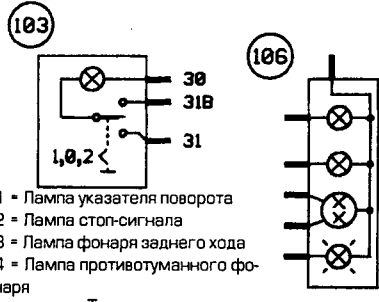 103
106
30
31B
31
1,0,2
1 = Лампа указателя поворота
2 = Лампа стоп-сигнала
3 = Лампа фонаря заднего хода
4 = Лампа противотуманного фо-
наря